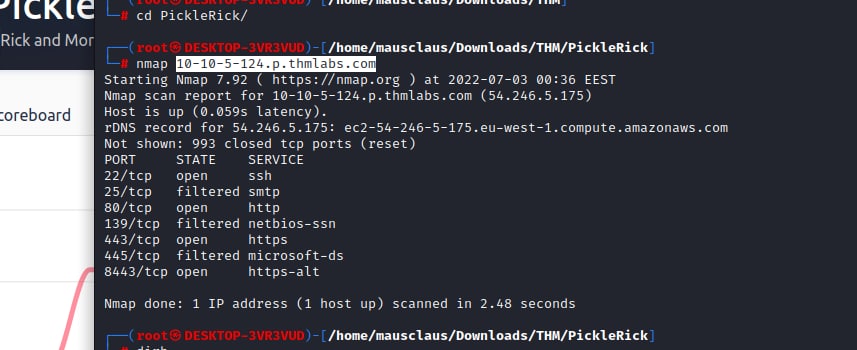 Pickle
Rick and Mor
coreboard
(root㉿DESKTOP-3VR3VUD)-[/home/mausclaus/Downloads/THM]
# cd PickleRick/
(root㉿DESKTOP-3VR3VUD)-[/home/mausclaus/Downloads/THM/PickleRick]
# nmap 10-10-5-124.p.thmlabs.com
Starting Nmap 7.92 ( https://nmap.org ) at 2022-07-03 00:36 EEST
Nmap scan report for 10-10-5-124.p.thmlabs.com (54.246.5.175)
Host is up (0.059s latency).
rDNS record for 54.246.5.175: ec2-54-246-5-175.eu-west-1.compute.amazonaws.com
Not shown: 993 closed tcp ports (reset)
PORT     STATE    SERVICE
22/tcp   open     ssh
25/tcp   filtered smtp
80/tcp   open     http
139/tcp  filtered netbios-ssn
443/tcp  open     https
445/tcp  filtered microsoft-ds
8443/tcp open     https-alt
Nmap done: 1 IP address (1 host up) scanned in 2.48 seconds
(root㉿DESKTOP-3VR3VUD)-[/home/mausclaus/Downloads/THM/PickleRick]
# dirb